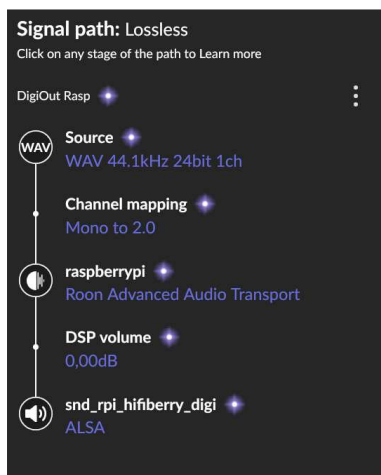 Signal path: Lossless
Click on any stage of the path to Learn more
DigiOut Rasp
WAV
Source
WAV 44.1kHz 24bit 1ch
Channel mapping
Mono to 2.0
raspberrypi
Roon Advanced Audio Transport
DSP volume
0,00dB
snd_rpi_hifiberry_digi
ALSA